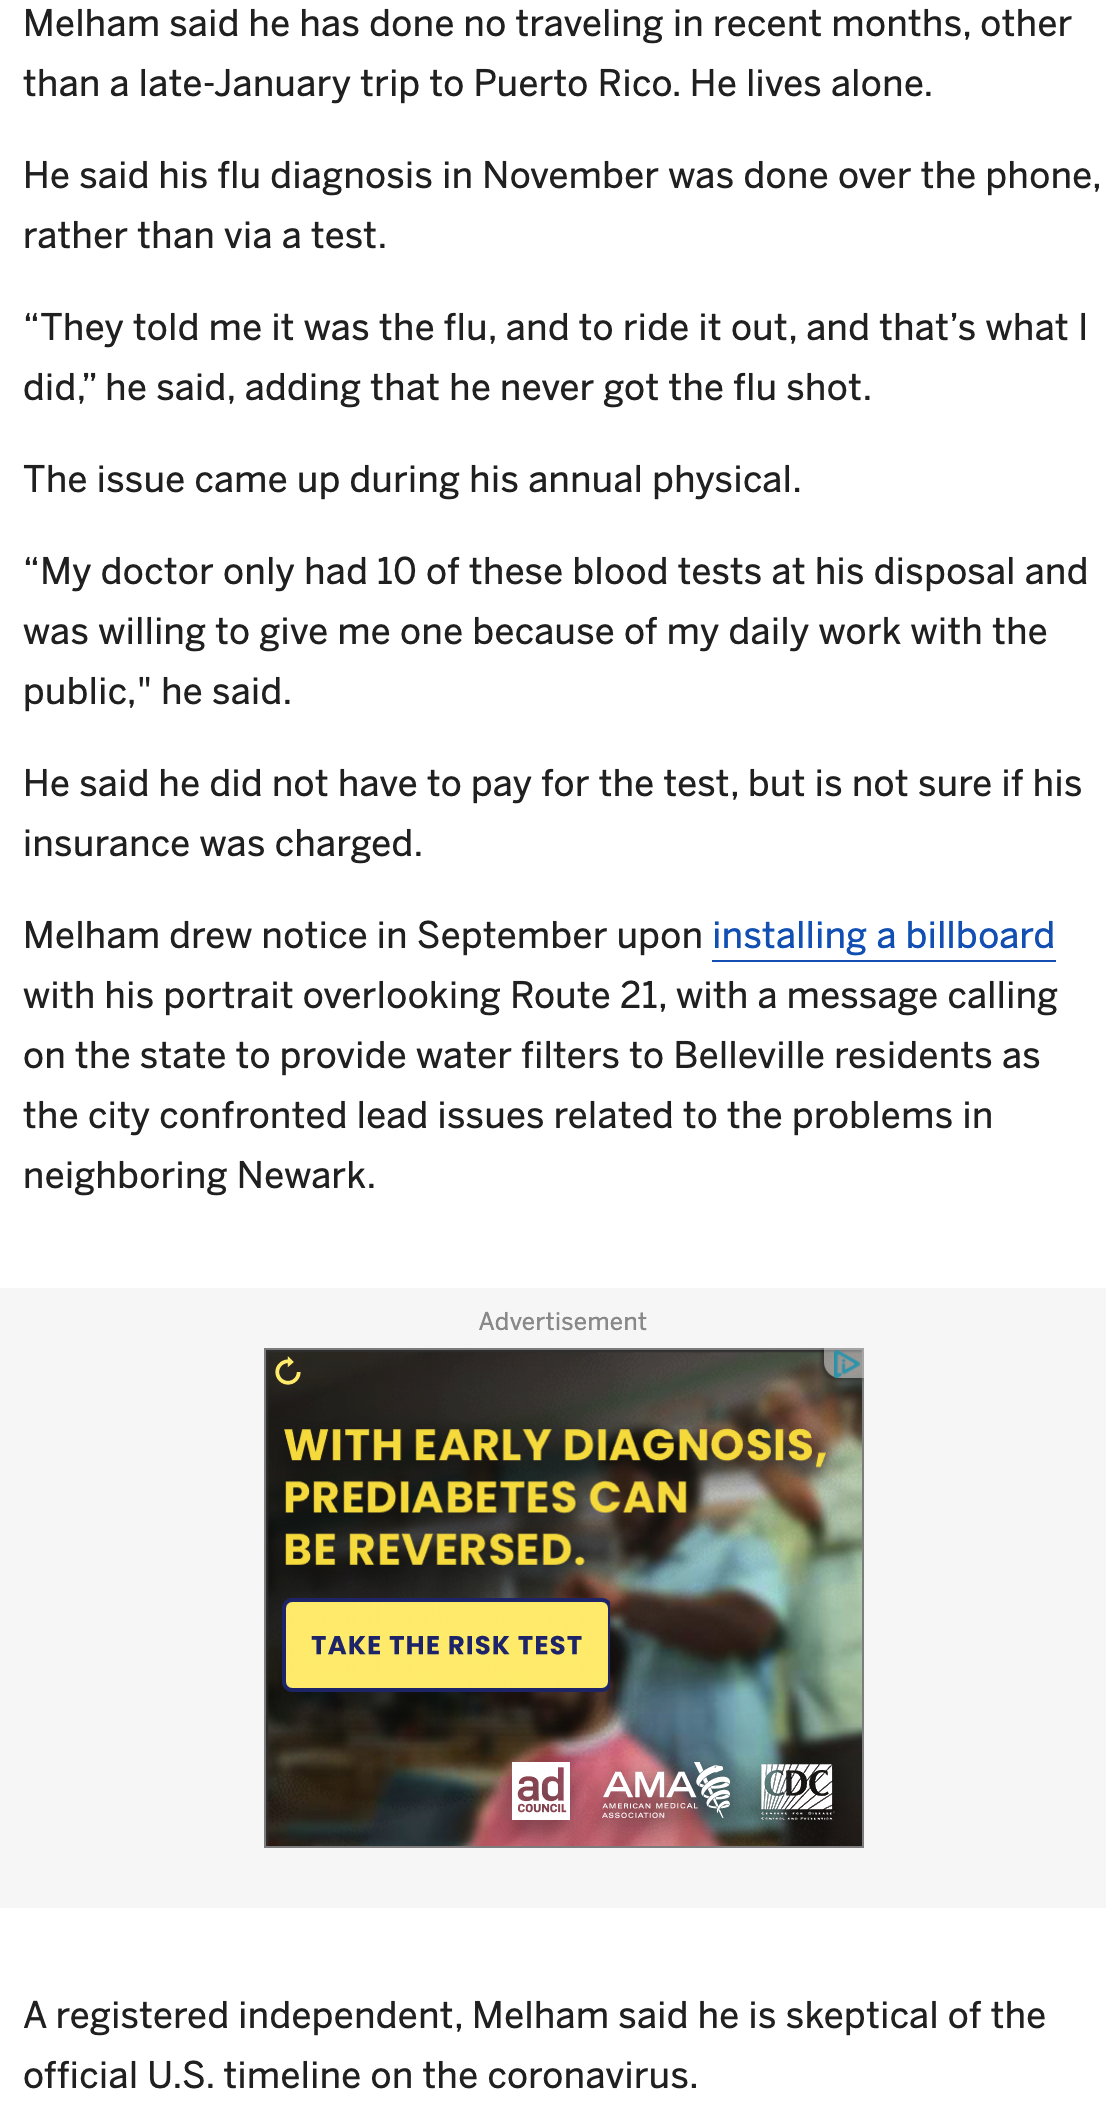 Melham said he has done no traveling in recent months, other
than a late-January trip to Puerto Rico. He lives alone.
He said his flu diagnosis in November was done over the phone,
rather than via a test.
“They told me it was the flu, and to ride it out, and that’s what I
did,” he said, adding that he never got the flu shot.
The issue came up during his annual physical.
“My doctor only had 10 of these blood tests at his disposal and
was willing to give me one because of my daily work with the
public," he said.
He said he did not have to pay for the test, but is not sure if his
insurance was charged.
Melham drew notice in September upon installing a billboard
with his portrait overlooking Route 21, with a message calling
on the state to provide water filters to Belleville residents as
the city confronted lead issues related to the problems in
neighboring Newark.
Advertisement
WITH EARLY DIAGNOSIS,
PREDIABETES CAN
BE REVERSED.
TAKE THE RISK TEST
ad
COUNCIL
AMA
AMERICAN MEDICAL
ASSOCIATION
CDC
CENTERS FOR DISEASE
CONTROL AND PREVENTION
A registered independent, Melham said he is skeptical of the
official U.S. timeline on the coronavirus.